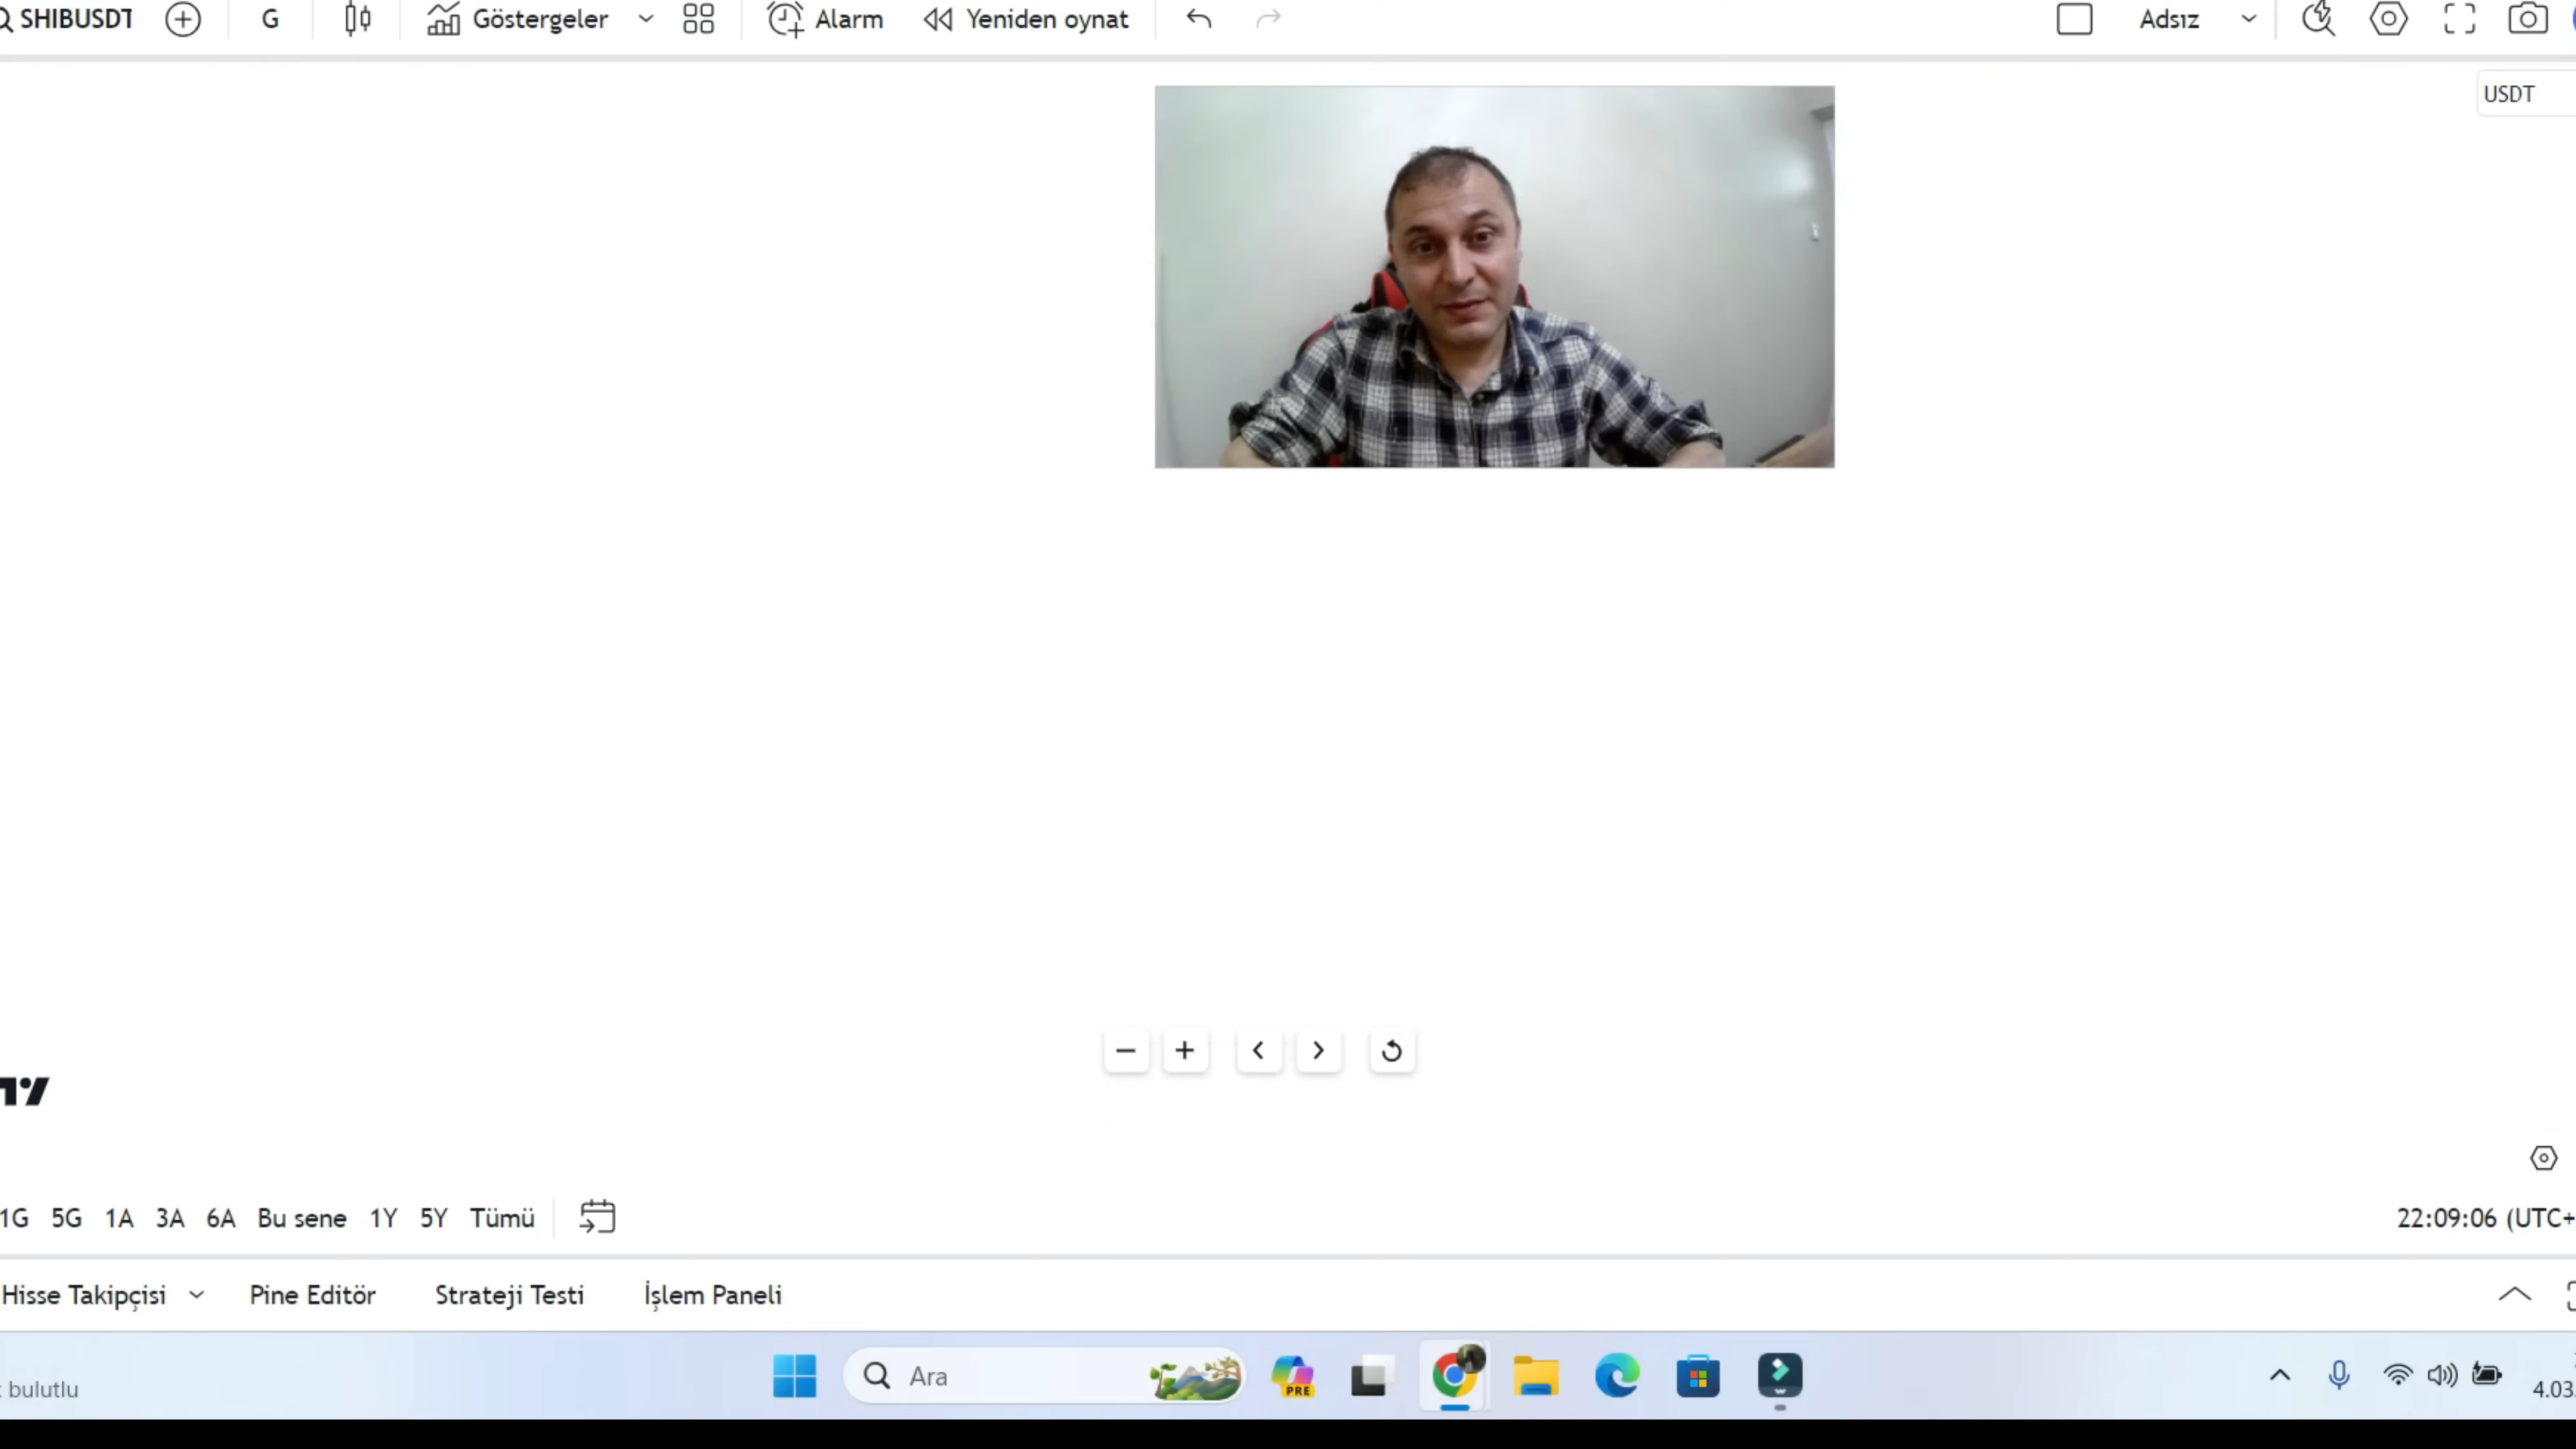 SHIBUSDT G Göstergeler Alarm Yeniden oynat Adsız
USDT
1G 5G 1A 3A 6A Bu sene 1Y 5Y Tümü 22:09:06 (UTC+
Hisse Takipçisi Pine Editör Strateji Testi İşlem Paneli
bulutlu Ara PRE 4.03.